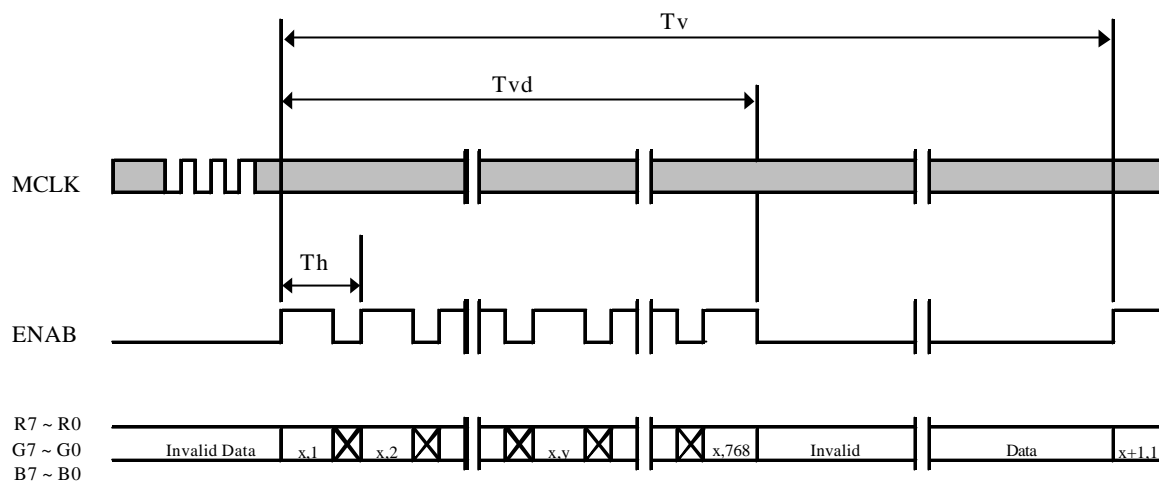 Tv
Tvd
MCLK
Th
ENAB
R7 ~ R0
G7 ~ G0
B7 ~ B0
Invalid Data
x,1
x,2
x,y
x,768
Invalid
Data
x+1,1